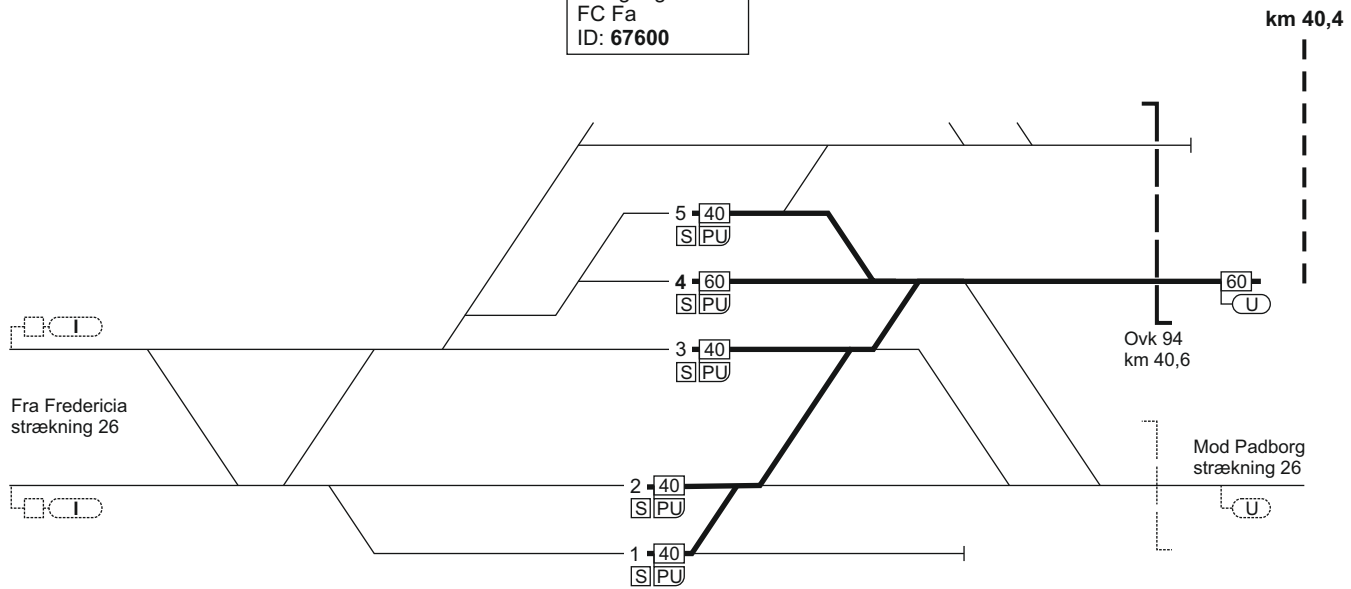 FC Fa
ID: 67600
km 40,4
5 40
S PU
4 60
S PU
60
U
I
3 40
S PU
Ovk 94
km 40,6
Fra Fredericia
strækning 26
Mod Padborg
strækning 26
2 40
S PU
I
U
1 40
S PU